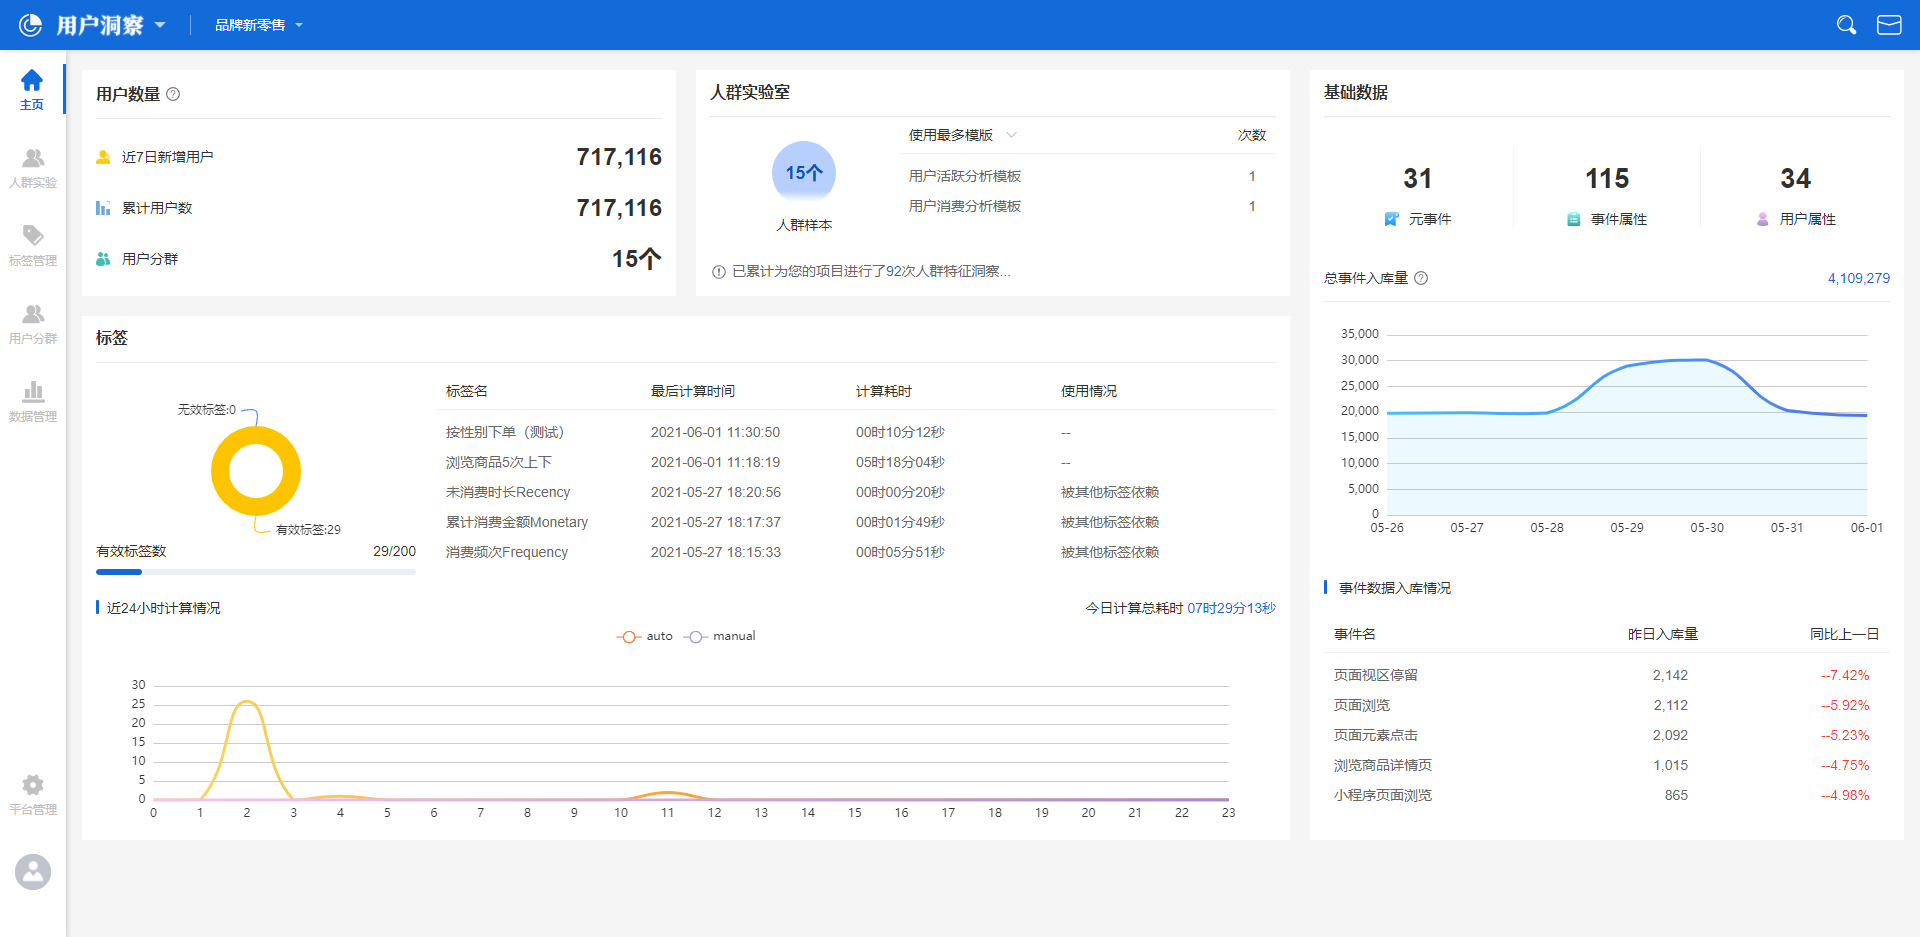 用户洞察
品牌新零售
主页
人群实验
标签管理
用户分群
数据管理
平台管理
用户数量
近7日新增用户 717,116
累计用户数 717,116
用户分群 15个
人群实验室
15个
人群样本
使用最多模版 次数
用户活跃分析模板 1
用户消费分析模板 1
已累计为您的项目进行了92次人群特征洞察...
标签
无效标签:0
有效标签:29
有效标签数 29/200
标签名 最后计算时间 计算耗时 使用情况
按性别下单（测试） 2021-06-01 11:30:50 00时10分12秒 --
浏览商品5次上下 2021-06-01 11:18:19 05时18分04秒 --
未消费时长Recency 2021-05-27 18:20:56 00时00分20秒 被其他标签依赖
累计消费金额Monetary 2021-05-27 18:17:37 00时01分49秒 被其他标签依赖
消费频次Frequency 2021-05-27 18:15:33 00时05分51秒 被其他标签依赖
近24小时计算情况 今日计算总耗时 07时29分13秒
auto manual
30
25
20
15
10
5
0
0 1 2 3 4 5 6 7 8 9 10 11 12 13 14 15 16 17 18 19 20 21 22 23
基础数据
31 115 34
元事件 事件属性 用户属性
总事件入库量 4,109,279
35,000
30,000
25,000
20,000
15,000
10,000
5,000
0
05-26 05-27 05-28 05-29 05-30 05-31 06-01
事件数据入库情况
事件名 昨日入库量 同比上一日
页面视区停留 2,142 --7.42%
页面浏览 2,112 --5.92%
页面元素点击 2,092 --5.23%
浏览商品详情页 1,015 --4.75%
小程序页面浏览 865 --4.98%